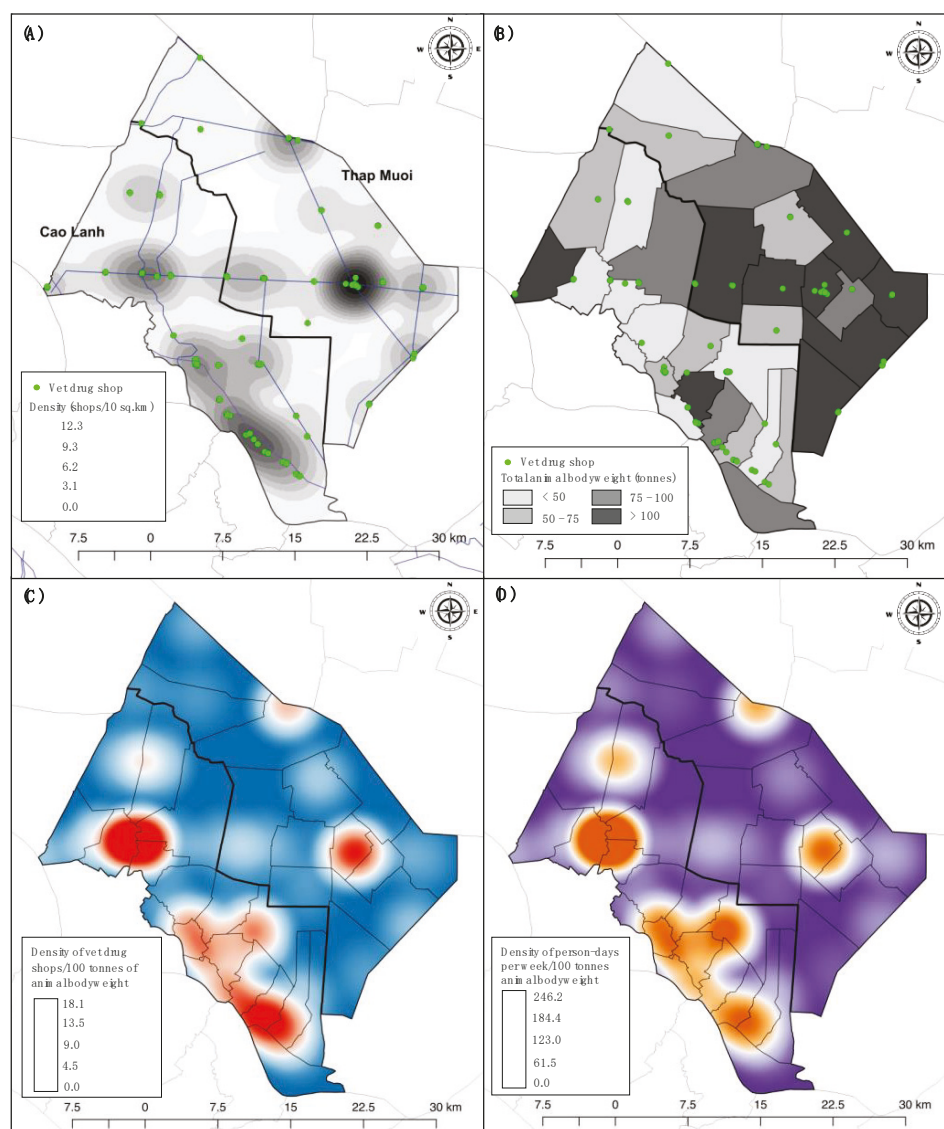 (A)
N
W
E
S
Thap Muoi
Cao Lanh
Vet drug shop
Density (shops/10 sq.km)
12.3
9.3
6.2
3.1
0.0
7.5 0 7.5 15 22.5 30 km
(B)
N
W
E
S
Vet drug shop
Total animal body weight (tonnes)
< 50
75 – 100
50 – 75
> 100
7.5 0 7.5 15 22.5 30 km
(C)
N
W
E
S
Density of vet drug
shops/100 tonnes of
animal body weight
18.1
13.5
9.0
4.5
0.0
7.5 0 7.5 15 22.5 30 km
(D)
N
W
E
S
Density of person-days
per week/100 tonnes
animal body weight
246.2
184.4
123.0
61.5
0.0
7.5 0 7.5 15 22.5 30 km